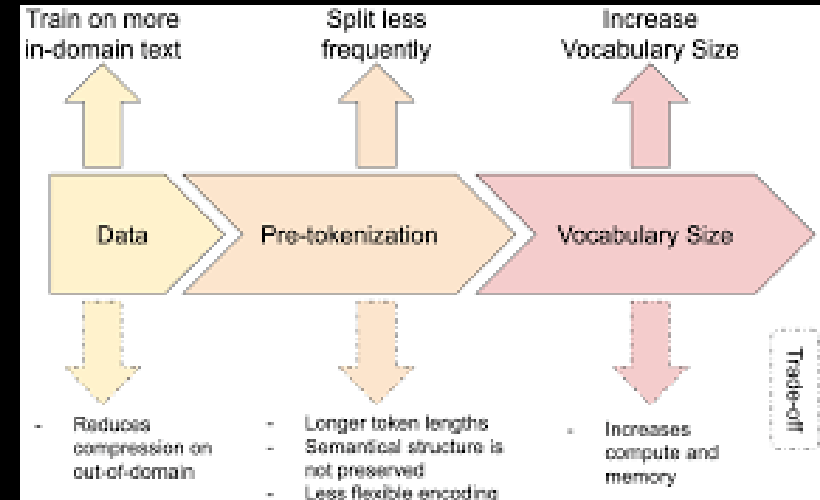 Train on more
in-domain text
Split less
frequently
Increase
Vocabulary Size
Data
Pre-tokenization
Vocabulary Size
- Reduces
compression on
out-of-domain
- Longer token lengths
- Semantical structure is
not preserved
- Less flexible encoding
- Increases
compute and
memory
Trade-off